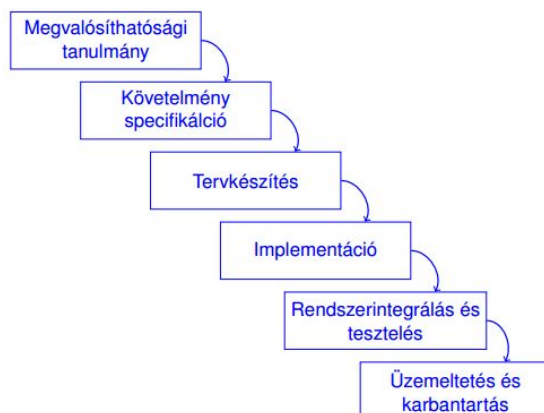 Megvalósíthatósági
tanulmány
Követelmény
specifikálció
Tervkészítés
Implementáció
Rendszerintegrálás és
tesztelés
Üzemeltetés és
karbantartás